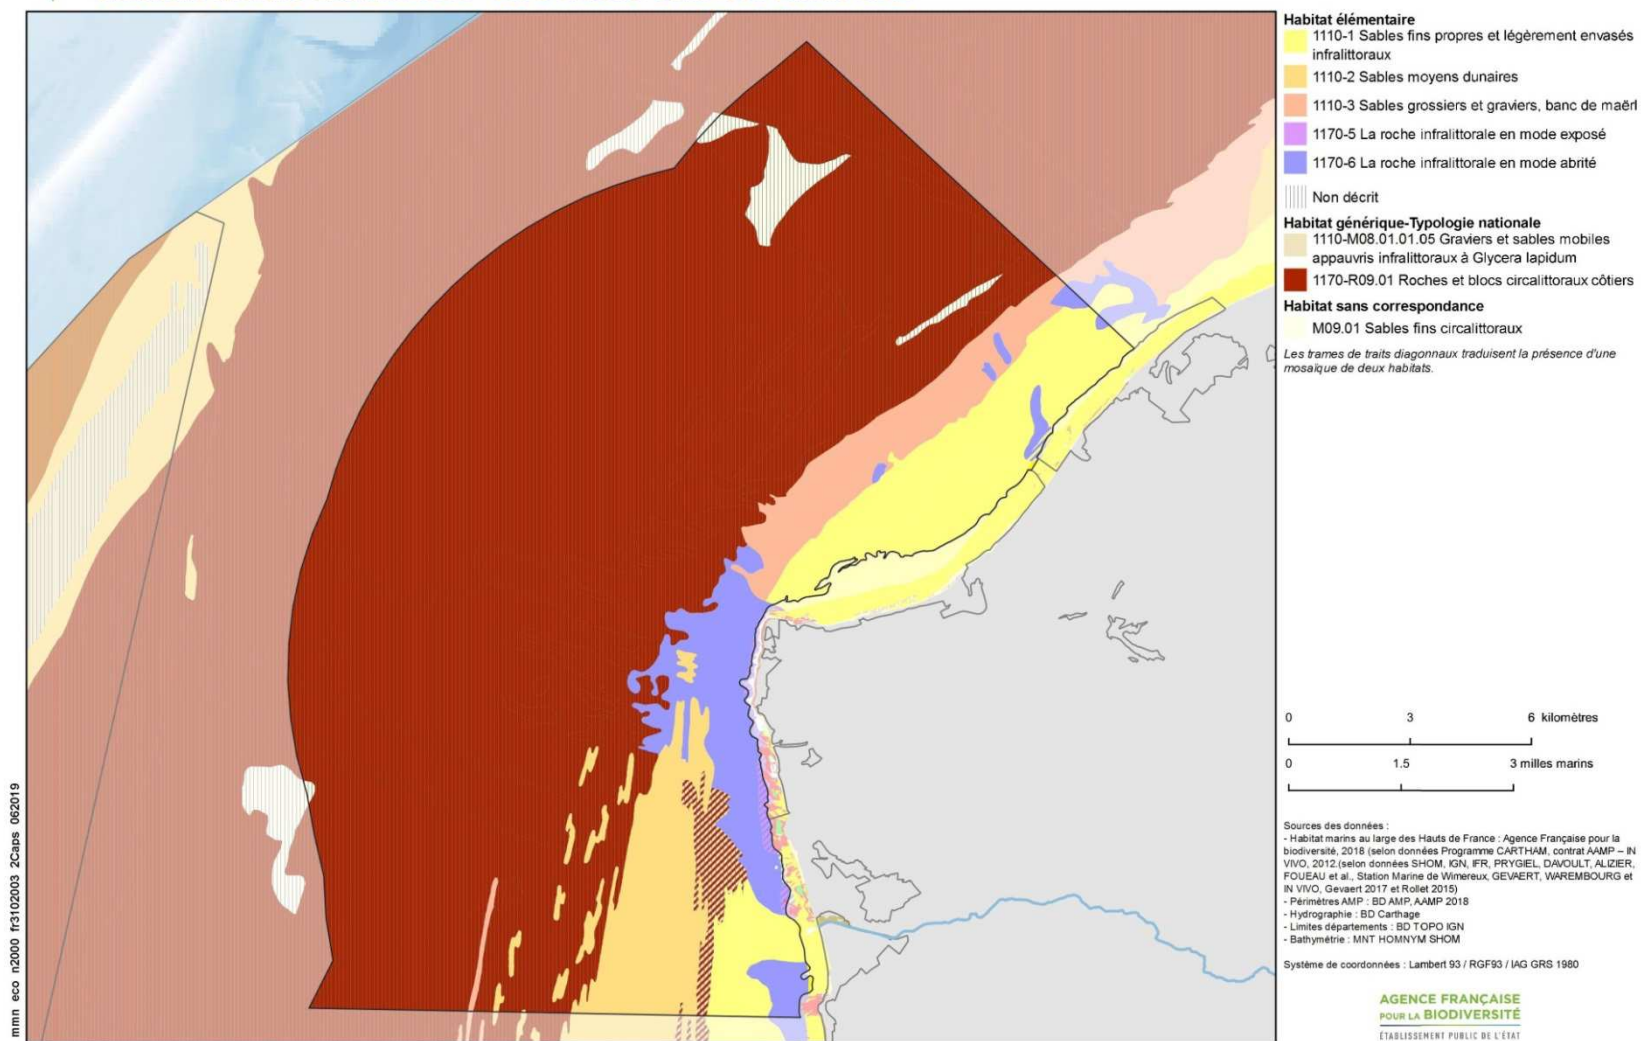 Habitat élémentaire
1110-1 Sables fins propres et légèrement envasés
infralittoraux
1110-2 Sables moyens dunaires
1110-3 Sables grossiers et graviers, banc de maërl
1170-5 La roche infralittorale en mode exposé
1170-6 La roche infralittorale en mode abrité
Non décrit
Habitat générique-Typologie nationale
1110-M08.01.01.05 Graviers et sables mobiles
appauvris infralittoraux à Glycera lapidum
1170-R09.01 Roches et blocs circalittoraux côtiers
Habitat sans correspondance
M09.01 Sables fins circalittoraux
Les trames de traits diagonnaux traduisent la présence d'une
mosaïque de deux habitats.
0 3 6 kilomètres
0 1.5 3 milles marins
Sources des données :
- Habitat marins au large des Hauts de France : Agence Française pour la
biodiversité, 2018 (selon données Programme CARTHAM, contrat AAMP – IN
VIVO, 2012.(selon données SHOM, IGN, IFR, PRYGIEL, DAVOULT, ALIZIER,
FOUEAU et al., Station Marine de Wimereux, GEVAERT, WAREMBOURG et
IN VIVO, Gevaert 2017 et Rollet 2015)
- Périmètres AMP : BD AMP, AAMP 2018
- Hydrographie : BD Carthage
- Limites départements : BD TOPO IGN
- Bathymétrie : MNT HOMNYM SHOM
Système de coordonnées : Lambert 93 / RGF93 / IAG GRS 1980
AGENCE FRANÇAISE
POUR LA BIODIVERSITÉ
ÉTABLISSEMENT PUBLIC DE L'ÉTAT
mmn eco n2000 fr3102003 2Caps 062019